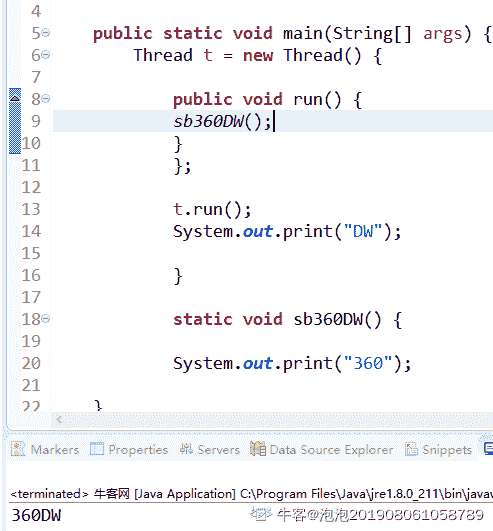 4
5 public static void main(String[] args) {
6 Thread t = new Thread() {
7
8 public void run() {
9 sb360DW();
10 }
11 };
12
13 t.run();
14 System.out.print("DW");
15
16 }
17
18 static void sb360DW() {
19
20 System.out.print("360");
21
22 }
Markers Properties Servers Data Source Explorer Snippets
<terminated> 牛客网 [Java Application] C:\Program Files\Java\jre1.8.0_211\bin\javaw
360DW
牛客@泡泡201908061058789